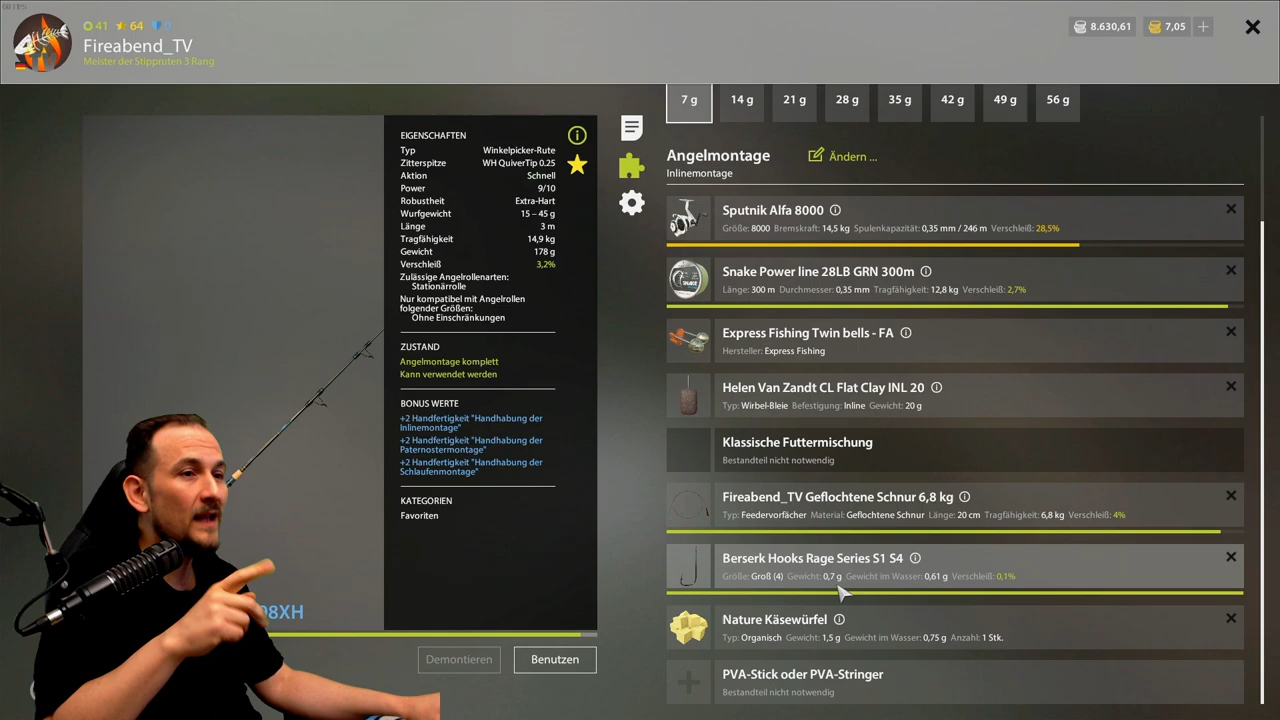 60 FPS
41 64 0
Fireabend_TV
Meister der Stippruten 3 Rang
8.630,61
7,05
7 g
14 g
21 g
28 g
35 g
42 g
49 g
56 g
EIGENSCHAFTEN
Typ Winkelpicker-Rute
Zitterspitze WH QuiverTip 0.25
Aktion Schnell
Power 9/10
Robustheit Extra-Hart
Wurfgewicht 15 – 45 g
Länge 3 m
Tragfähigkeit 14,9 kg
Gewicht 178 g
Verschleiß 3,2%
Zulässige Angelrollenarten:
Stationärrolle
Nur kompatibel mit Angelrollen
folgender Größen:
Ohne Einschränkungen
ZUSTAND
Angelmontage komplett
Kann verwendet werden
BONUS WERTE
+2 Handfertigkeit "Handhabung der
Inlinemontage"
+2 Handfertigkeit "Handhabung der
Paternostermontage"
+2 Handfertigkeit "Handhabung der
Schlaufenmontage"
KATEGORIEN
Favoriten
08XH
Demontieren
Benutzen
Angelmontage
Ändern ...
Inlinemontage
Sputnik Alfa 8000
Größe: 8000 Bremskraft: 14,5 kg Spulenkapazität: 0,35 mm / 246 m Verschleiß: 28,5%
Snake Power line 28LB GRN 300m
Länge: 300 m Durchmesser: 0,35 mm Tragfähigkeit: 12,8 kg Verschleiß: 2,7%
Express Fishing Twin bells - FA
Hersteller: Express Fishing
Helen Van Zandt CL Flat Clay INL 20
Typ: Wirbel-Bleie Befestigung: Inline Gewicht: 20 g
Klassische Futtermischung
Bestandteil nicht notwendig
Fireabend_TV Geflochtene Schnur 6,8 kg
Typ: Feedervorfächer Material: Geflochtene Schnur Länge: 20 cm Tragfähigkeit: 6,8 kg Verschleiß: 4%
Berserk Hooks Rage Series S1 S4
Größe: Groß (4) Gewicht: 0,7 g Gewicht im Wasser: 0,61 g Verschleiß: 0,1%
Nature Käsewürfel
Typ: Organisch Gewicht: 1,5 g Gewicht im Wasser: 0,75 g Anzahl: 1 Stk.
PVA-Stick oder PVA-Stringer
Bestandteil nicht notwendig